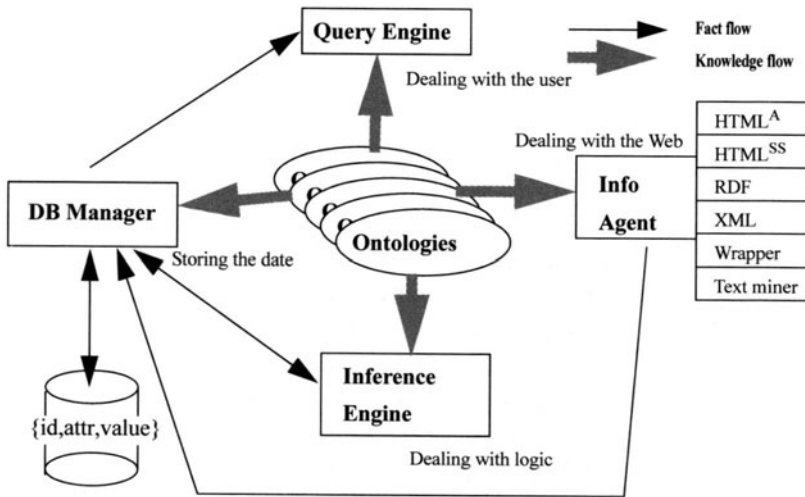 Query Engine
Fact flow
Knowledge flow
Dealing with the user
Dealing with the Web
HTML^A
HTML^SS
RDF
XML
Wrapper
Text miner
Info
Agent
DB Manager
Ontologies
Storing the date
Inference
Engine
{id,attr,value}
Dealing with logic